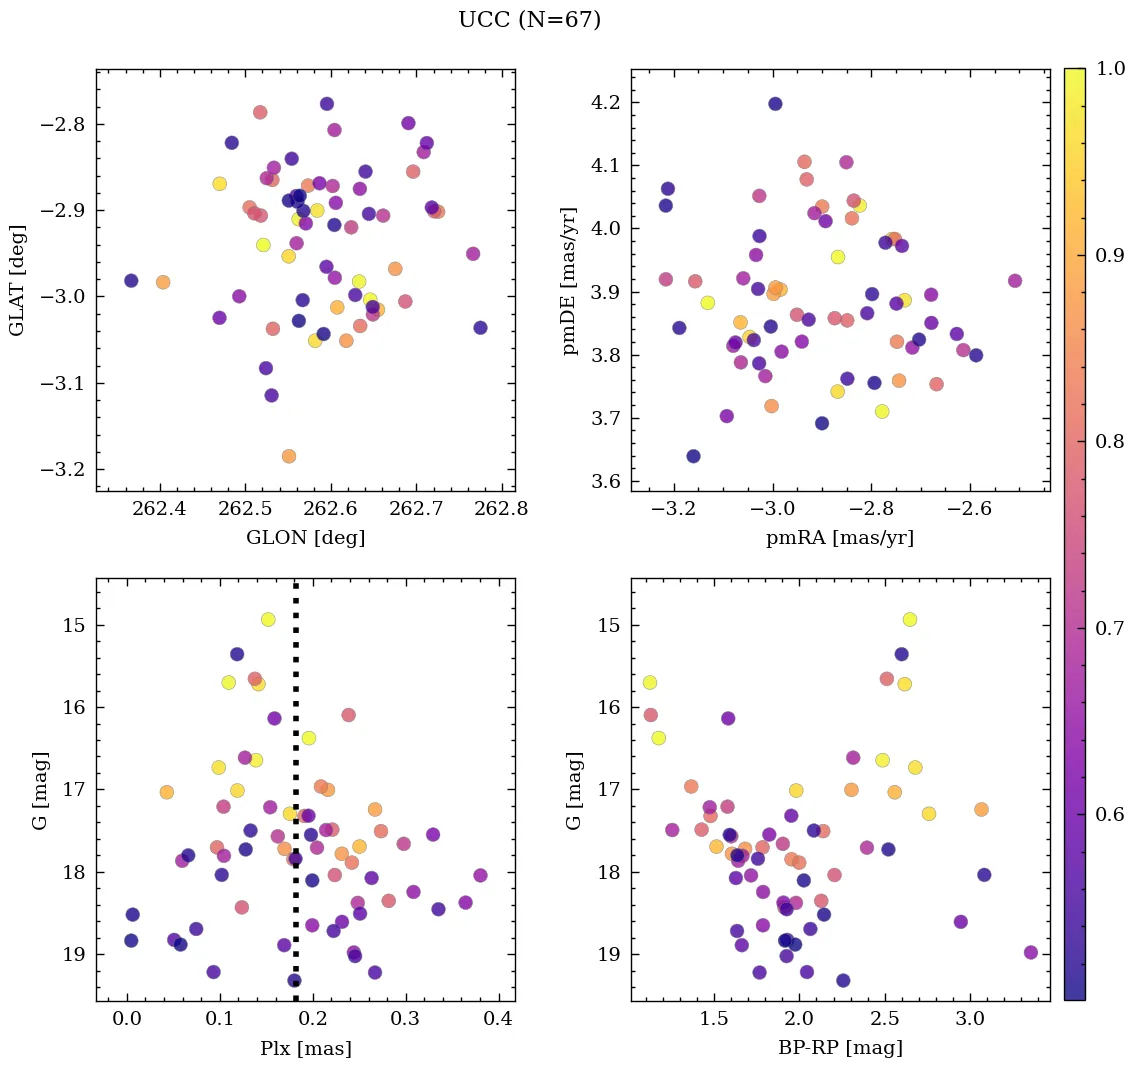 UCC (N=67)
−2.8
−2.9
−3.0
−3.1
−3.2
GLAT [deg]
262.4 262.5 262.6 262.7 262.8
GLON [deg]
4.2
4.1
4.0
3.9
3.8
3.7
3.6
pmDE [mas/yr]
−3.2 −3.0 −2.8 −2.6
pmRA [mas/yr]
1.0
0.9
0.8
0.7
0.6
15
16
17
18
19
G [mag]
0.0 0.1 0.2 0.3 0.4
Plx [mas]
15
16
17
18
19
G [mag]
1.5 2.0 2.5 3.0
BP-RP [mag]